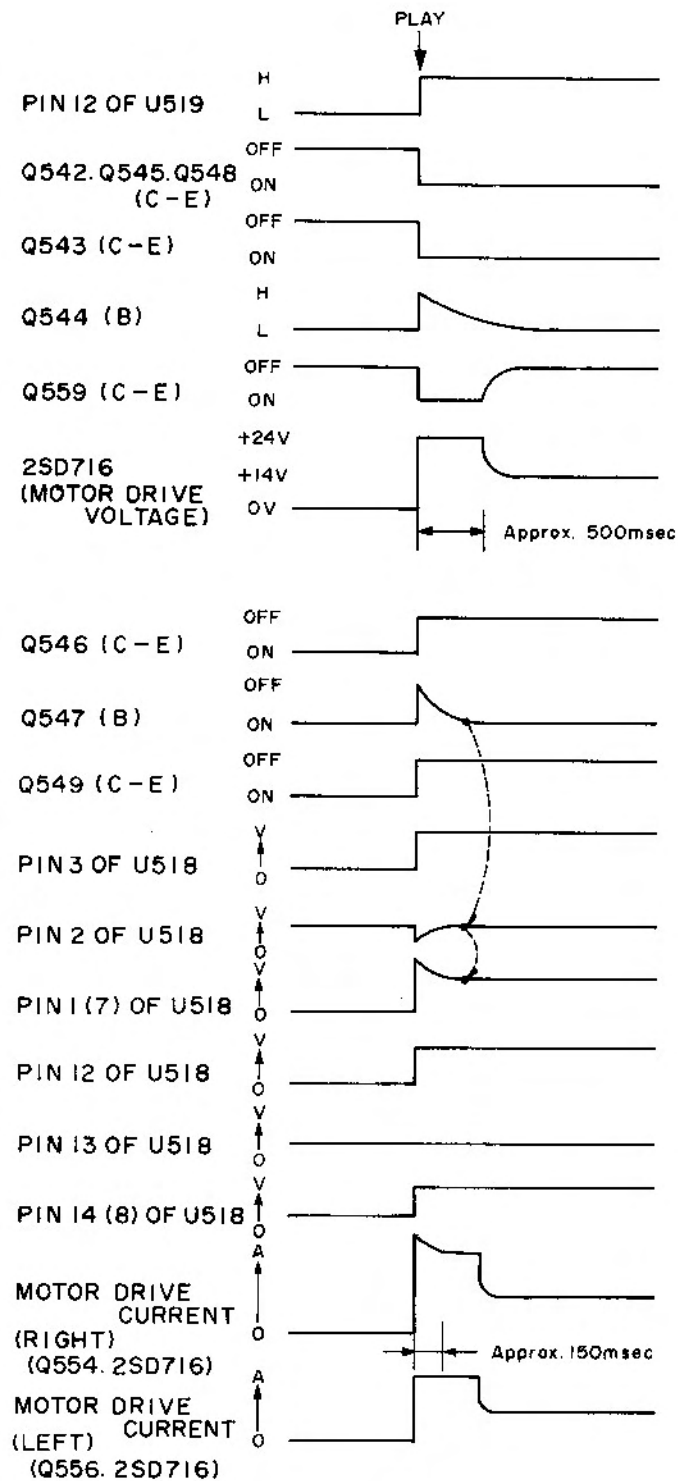 PLAY
PIN 12 OF U519
H
L
Q542.Q545.Q548
(C-E)
OFF
ON
Q543 (C-E)
OFF
ON
Q544 (B)
H
L
Q559 (C-E)
OFF
ON
2SD716
(MOTOR DRIVE
VOLTAGE)
+24V
+14V
0V
Approx. 500msec
Q546 (C-E)
OFF
ON
Q547 (B)
OFF
ON
Q549 (C-E)
OFF
ON
PIN 3 OF U518
V
0
PIN 2 OF U518
V
0
PIN 1(7) OF U518
V
0
PIN 12 OF U518
V
0
PIN 13 OF U518
V
0
PIN 14 (8) OF U518
V
0
MOTOR DRIVE
CURRENT
(RIGHT)
(Q554. 2SD716)
A
0
Approx. 150msec
MOTOR DRIVE
CURRENT
(LEFT)
(Q556. 2SD716)
A
0